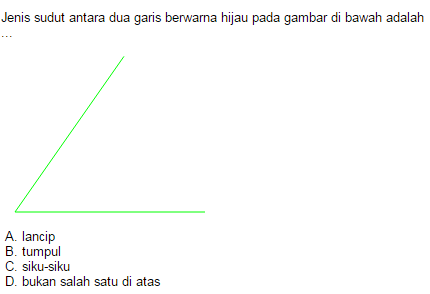 Jenis sudut antara dua garis berwarna hijau pada gambar di bawah adalah
...
A. lancip
B. tumpul
C. siku-siku
D. bukan salah satu di atas